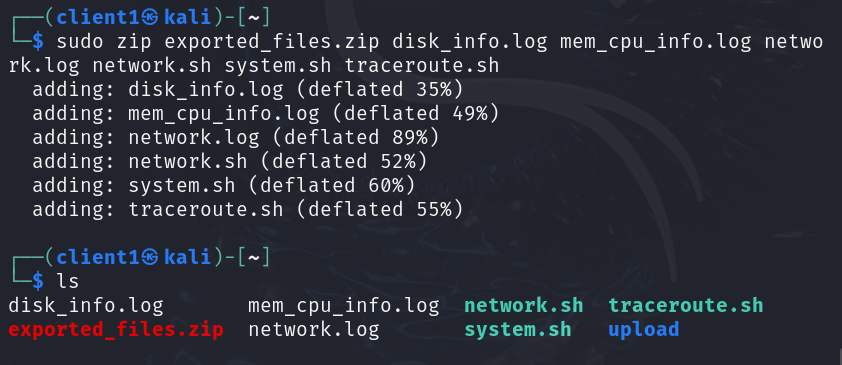 ┌──(client1㉿kali)-[~]
└─$ sudo zip exported_files.zip disk_info.log mem_cpu_info.log netwo
rk.log network.sh system.sh traceroute.sh
  adding: disk_info.log (deflated 35%)
  adding: mem_cpu_info.log (deflated 49%)
  adding: network.log (deflated 89%)
  adding: network.sh (deflated 52%)
  adding: system.sh (deflated 60%)
  adding: traceroute.sh (deflated 55%)
┌──(client1㉿kali)-[~]
└─$ ls
disk_info.log       mem_cpu_info.log  network.sh  traceroute.sh
exported_files.zip  network.log       system.sh   upload